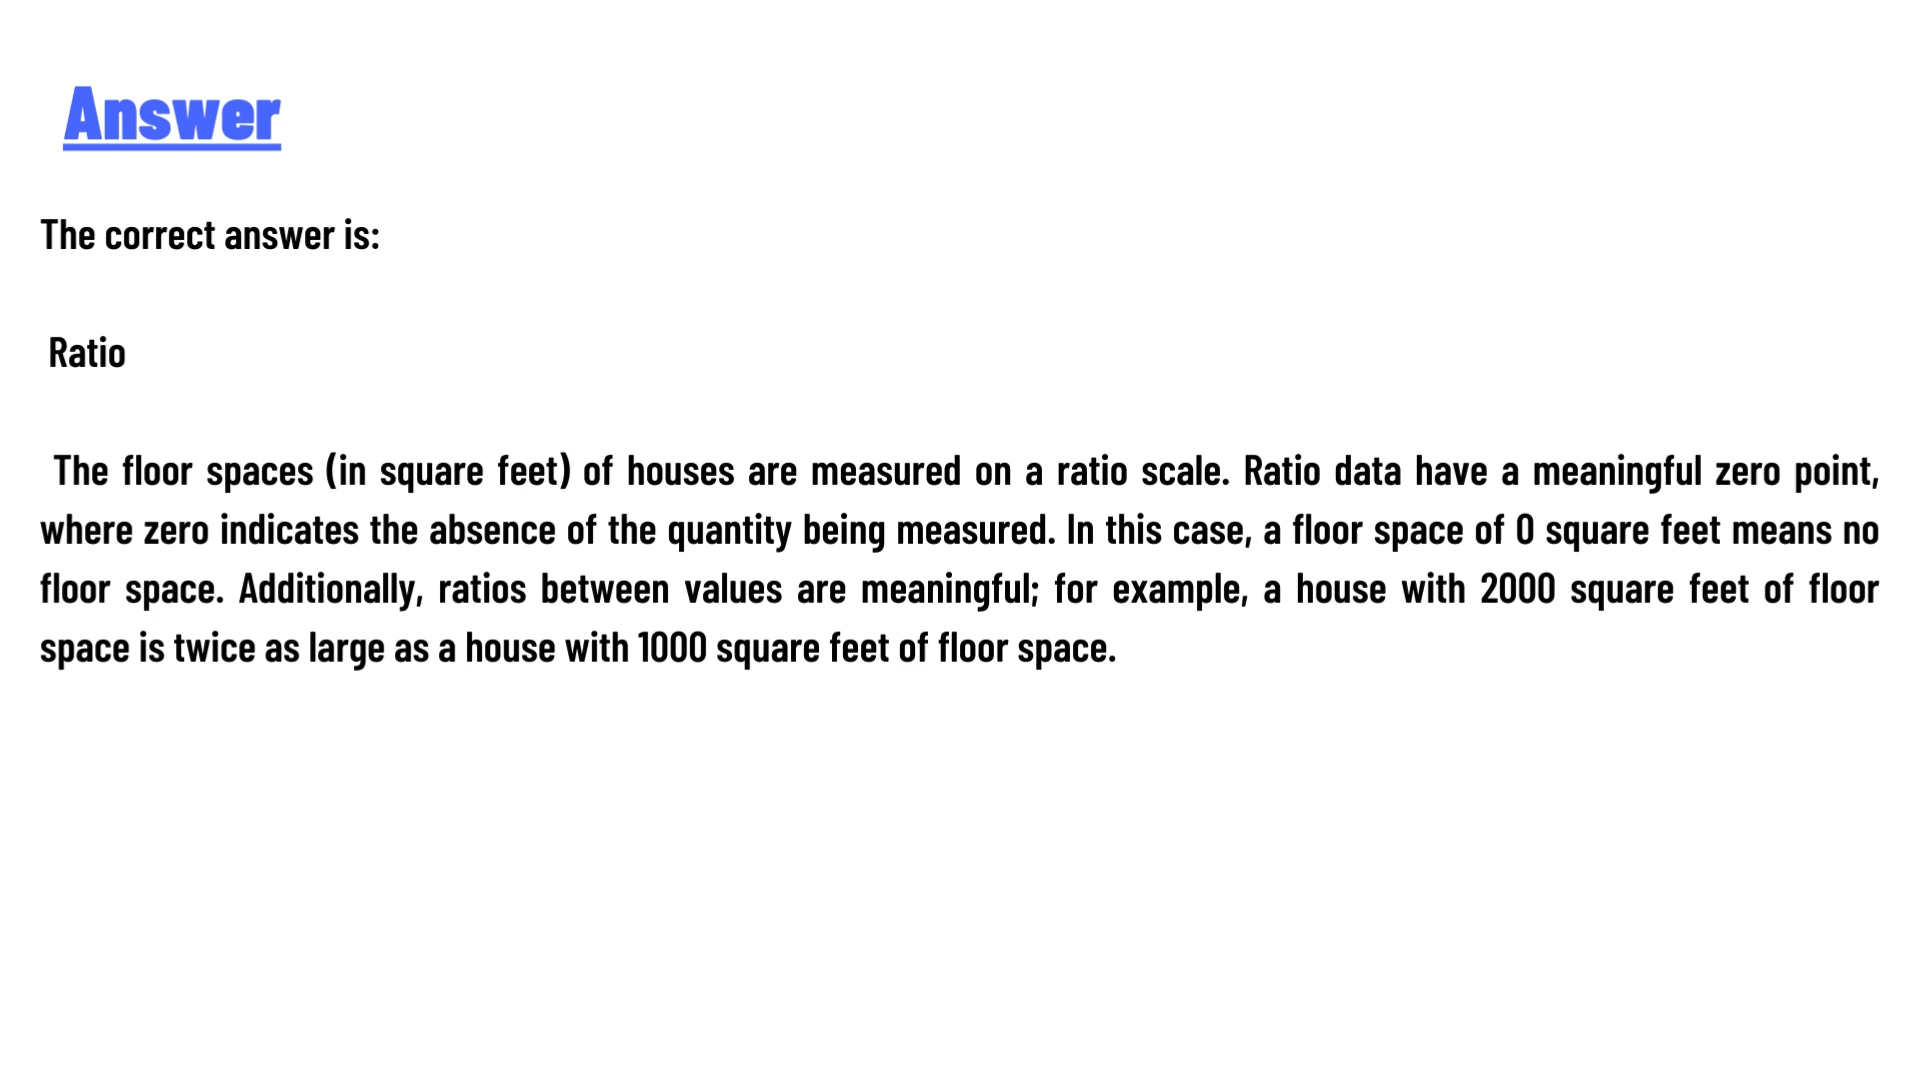 Answer
The correct answer is:
Ratio
The floor spaces (in square feet) of houses are measured on a ratio scale. Ratio data have a meaningful zero point,
where zero indicates the absence of the quantity being measured. In this case, a floor space of 0 square feet means no
floor space. Additionally, ratios between values are meaningful; for example, a house with 2000 square feet of floor
space is twice as large as a house with 1000 square feet of floor space.